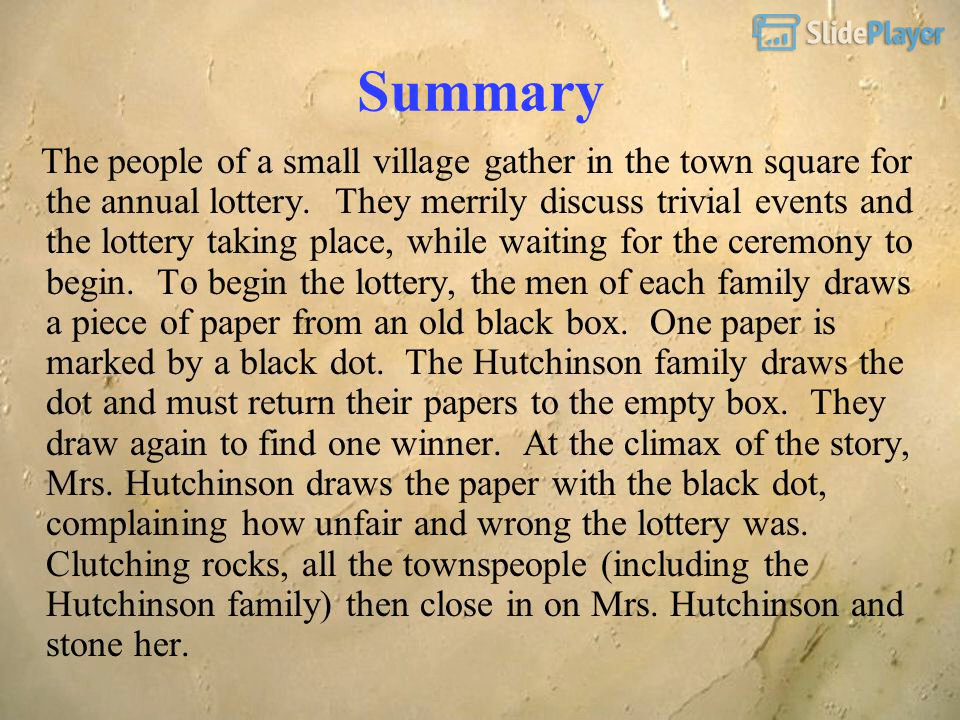 SlidePlayer
Summary
The people of a small village gather in the town square for
the annual lottery. They merrily discuss trivial events and
the lottery taking place, while waiting for the ceremony to
begin. To begin the lottery, the men of each family draws
a piece of paper from an old black box. One paper is
marked by a black dot. The Hutchinson family draws the
dot and must return their papers to the empty box. They
draw again to find one winner. At the climax of the story,
Mrs. Hutchinson draws the paper with the black dot,
complaining how unfair and wrong the lottery was.
Clutching rocks, all the townspeople (including the
Hutchinson family) then close in on Mrs. Hutchinson and
stone her.